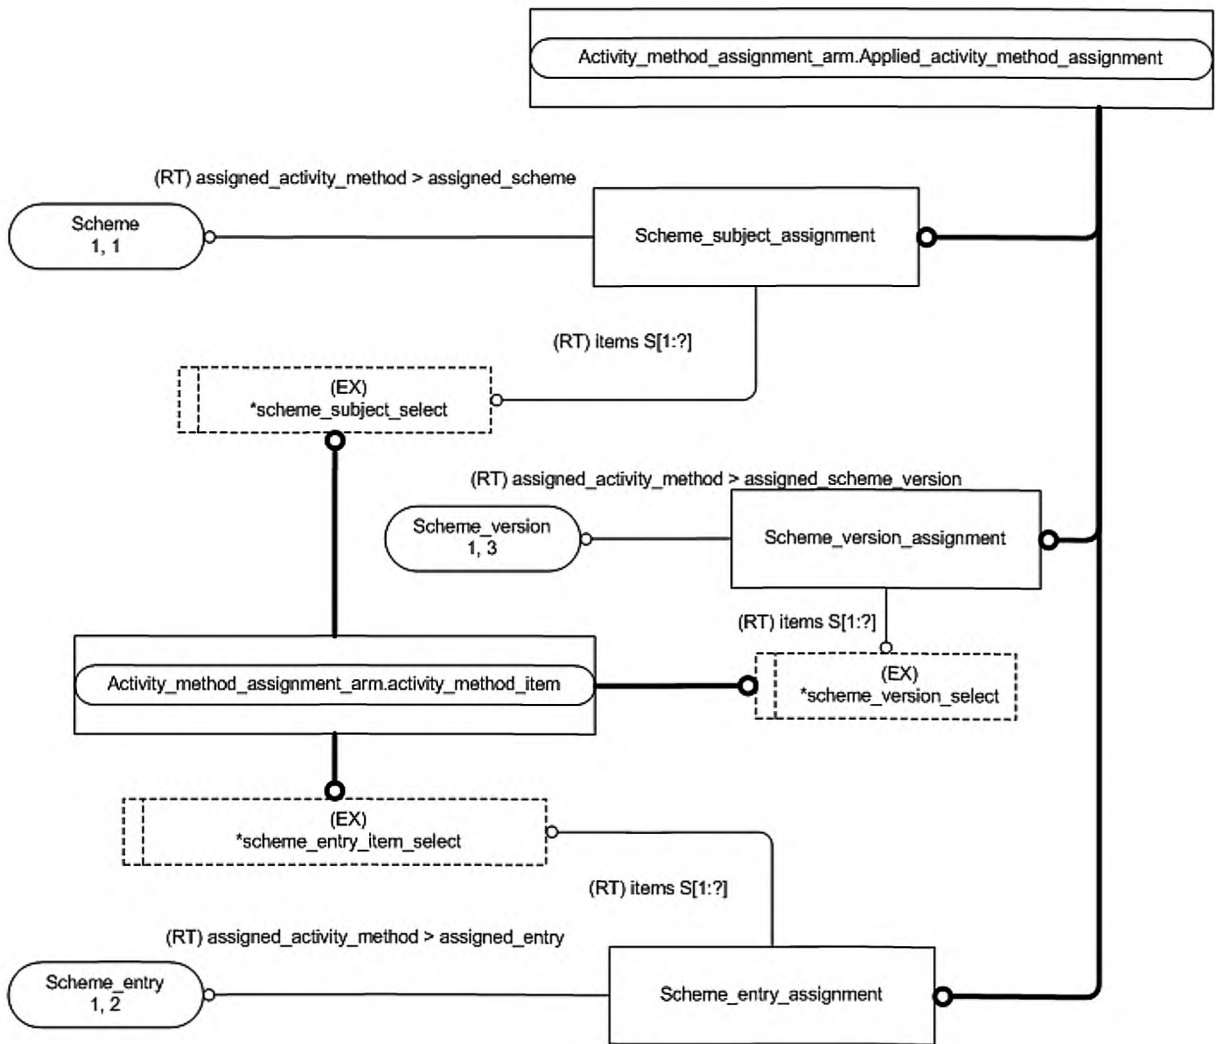 Activity_method_assignment_arm.Applied_activity_method_assignment
(RT) assigned_activity_method > assigned_scheme
Scheme
1, 1
Scheme_subject_assignment
(RT) items S[1:?]
(EX)
*scheme_subject_select
(RT) assigned_activity_method > assigned_scheme_version
Scheme_version
1, 3
Scheme_version_assignment
(RT) items S[1:?]
(EX)
*scheme_version_select
Activity_method_assignment_arm.activity_method_item
(EX)
*scheme_entry_item_select
(RT) items S[1:?]
(RT) assigned_activity_method > assigned_entry
Scheme_entry
1, 2
Scheme_entry_assignment